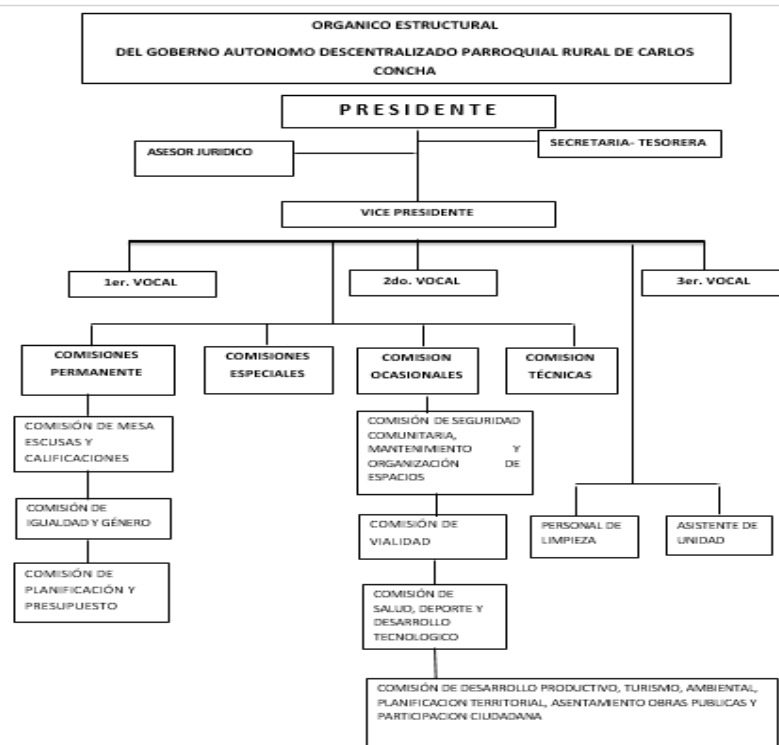 ORGANICO ESTRUCTURAL
DEL GOBERNO AUTONOMO DESCENTRALIZADO PARROQUIAL RURAL DE CARLOS
CONCHA
PRESIDENTE
ASESOR JURIDICO
SECRETARIA- TESORERA
VICE PRESIDENTE
1er. VOCAL
2do. VOCAL
3er. VOCAL
COMISIONES
PERMANENTE
COMISIONES
ESPECIALES
COMISION
OCASIONALES
COMISION
TÉCNICAS
COMISIÓN DE MESA
ESCUSAS Y
CALIFICACIONES
COMISIÓN DE
IGUALDAD Y GÉNERO
COMISIÓN DE
PLANIFICACIÓN Y
PRESUPUESTO
COMISIÓN DE SEGURIDAD
COMUNITARIA,
MANTENIMIENTO Y
ORGANIZACIÓN DE
ESPACIOS
COMISIÓN DE
VIALIDAD
COMISIÓN DE
SALUD, DEPORTE Y
DESARROLLO
TECNOLOGICO
COMISIÓN DE DESARROLLO PRODUCTIVO, TURISMO, AMBIENTAL,
PLANIFICACION TERRITORIAL, ASENTAMIENTO OBRAS PUBLICAS Y
PARTICIPACION CIUDADANA
PERSONAL DE
LIMPIEZA
ASISTENTE DE
UNIDAD